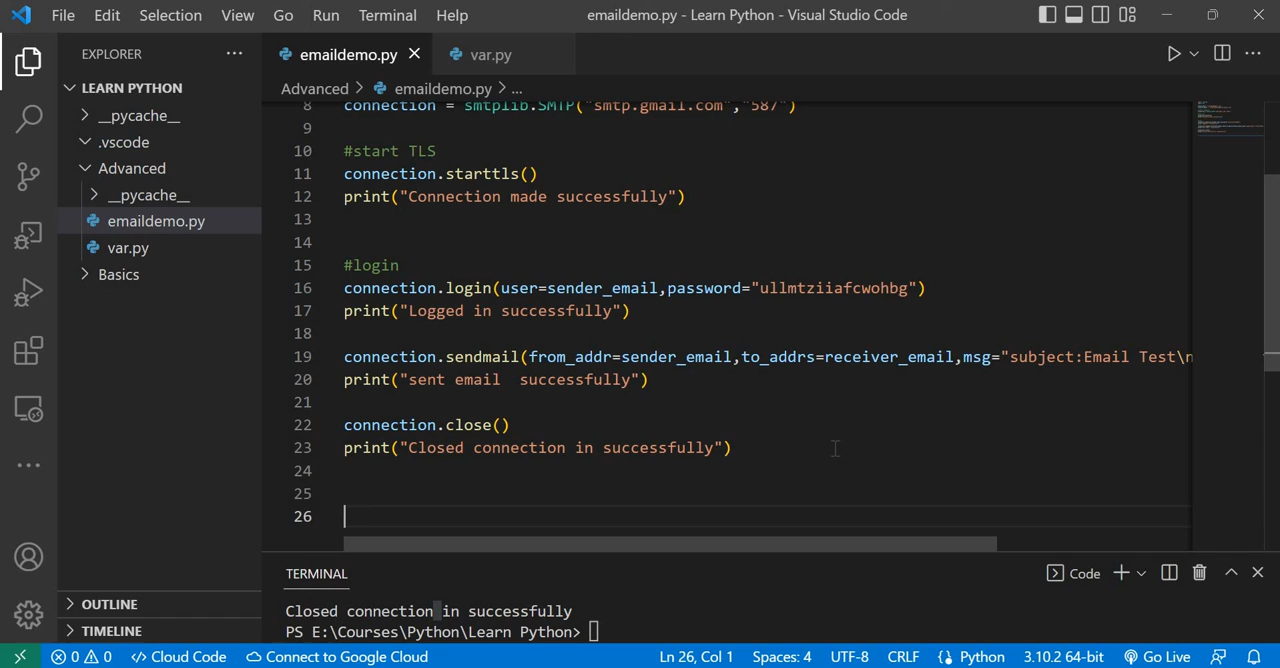 File Edit Selection View Go Run Terminal Help emaildemo.py - Learn Python - Visual Studio Code
EXPLORER ···
emaildemo.py var.py
LEARN PYTHON
Advanced > emaildemo.py > ...
__pycache__
.vscode
Advanced
__pycache__
emaildemo.py
var.py
Basics
8 connection = smtplib.SMTP("smtp.gmail.com","587")
9
10 #start TLS
11 connection.starttls()
12 print("Connection made successfully")
13
14
15 #login
16 connection.login(user=sender_email,password="ullmtziiafcwohbg")
17 print("Logged in successfully")
18
19 connection.sendmail(from_addr=sender_email,to_addrs=receiver_email,msg="subject:Email Test\n
20 print("sent email  successfully")
21
22 connection.close()
23 print("Closed connection in successfully")
24
25
26
OUTLINE
TIMELINE
TERMINAL Code
Closed connection in successfully
PS E:\Courses\Python\Learn Python>
0 0 Cloud Code Connect to Google Cloud Ln 26, Col 1 Spaces: 4 UTF-8 CRLF Python 3.10.2 64-bit Go Live